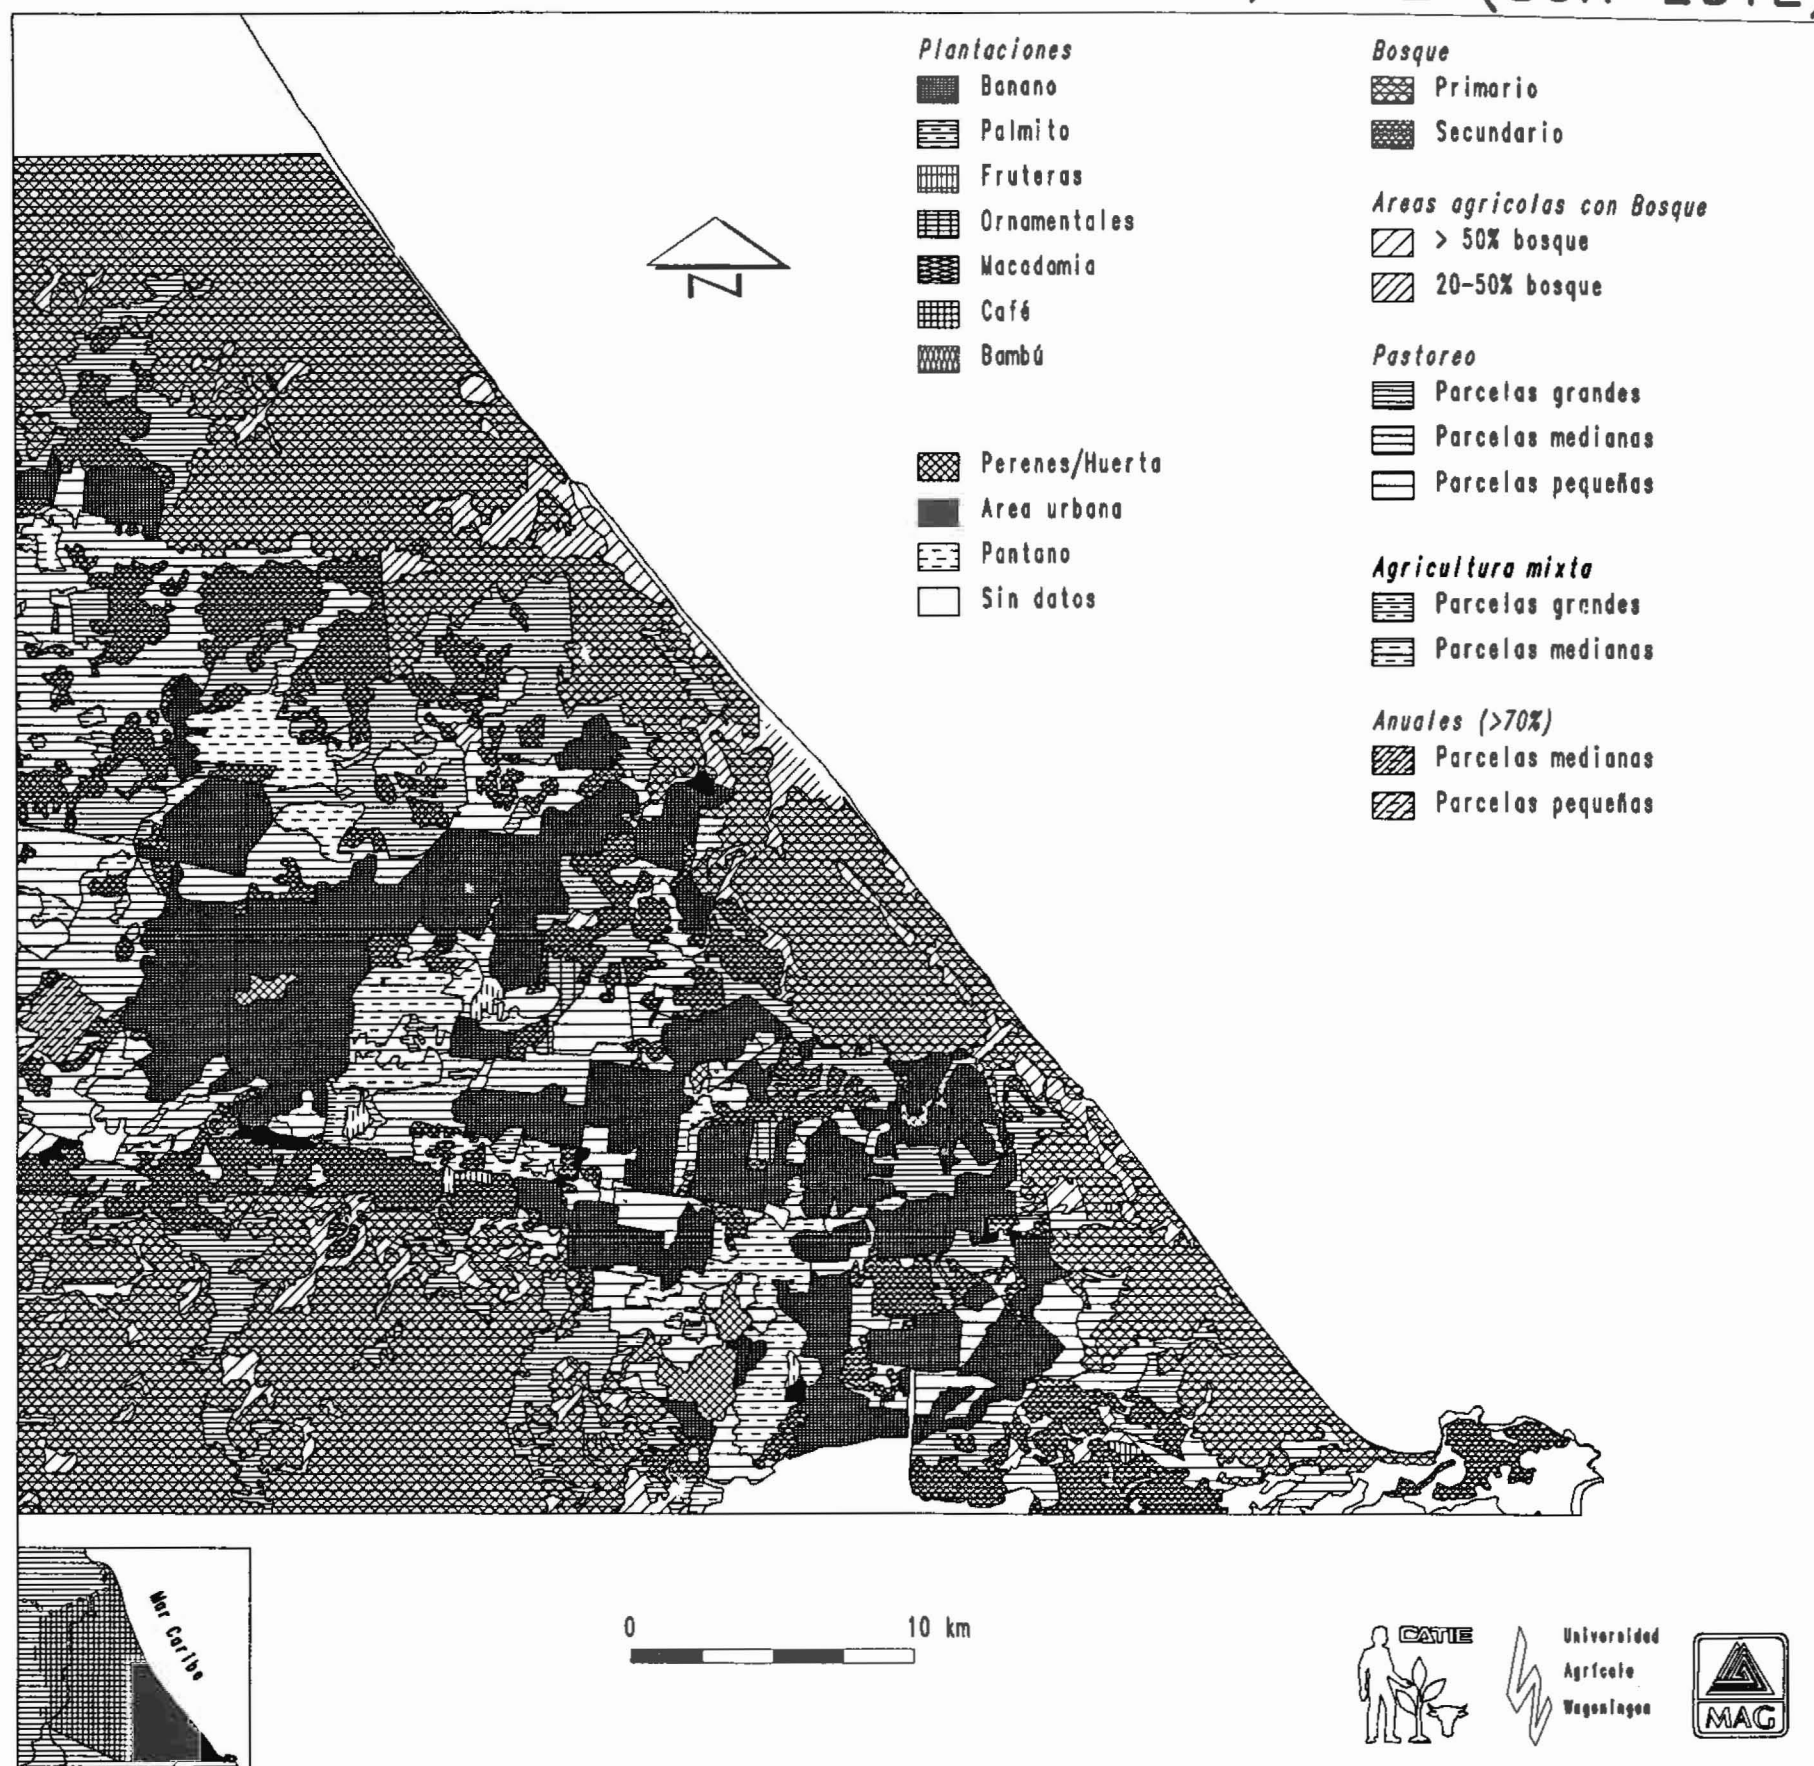 Plantaciones
Banano
Palmito
Fruteras
Ornamentales
Macadamia
Café
Bambú
Perenes/Huerta
Area urbana
Pantano
Sin datos
Bosque
Primario
Secundario
Areas agricolas con Bosque
> 50% bosque
20-50% bosque
Pastoreo
Parcelas grandes
Parcelas medianas
Parcelas pequeñas
Agricultura mixta
Parcelas grandes
Parcelas medianas
Anuales (>70%)
Parcelas medianas
Parcelas pequeñas
N
Mar Caribe
0 10 km
CATIE
Universidad
Agrícola
Wageningen
MAG